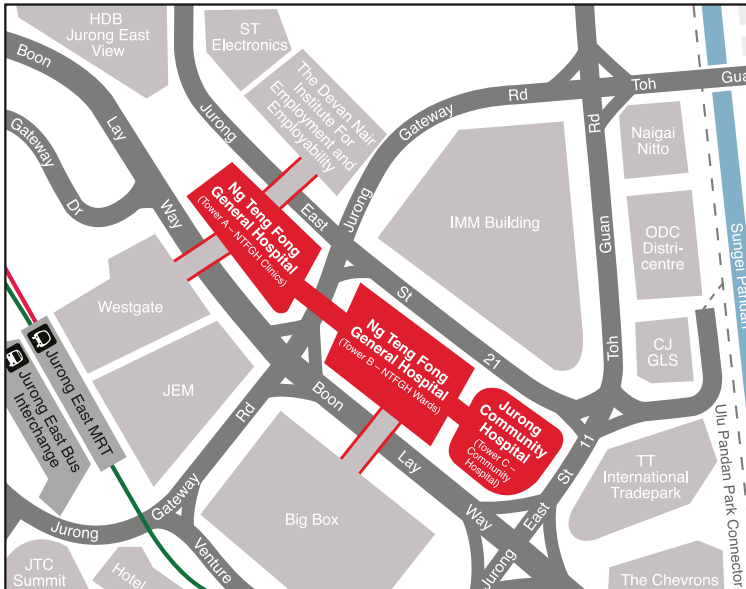 HDB
Jurong East
View
ST
Electronics
The Devan Nair
Institute For
Employment and
Employability
Boon
Lay
Way
Gateway
Dr
Jurong
East
St
21
Jurong
Gateway
Rd
Toh
Gua
Rd
Guan
Toh
Naigai
Nitto
ODC
Distri-
centre
CJ
GLS
Sungei Pandan
Ulu Pandan Park Connector
IMM Building
Ng Teng Fong
General Hospital
(Tower A – NTFGH Clinics)
Ng Teng Fong
General Hospital
(Tower B – NTFGH Wards)
Jurong
Community
Hospital
(Tower C –
Community
Hospital)
Westgate
JEM
Jurong East MRT
Jurong East Bus
Interchange
Rd
Gateway
Jurong
Boon
Lay
Way
Big Box
Venture
JTC
Summit
Hotel
Jurong
East
St
11
TT
International
Tradepark
The Chevrons